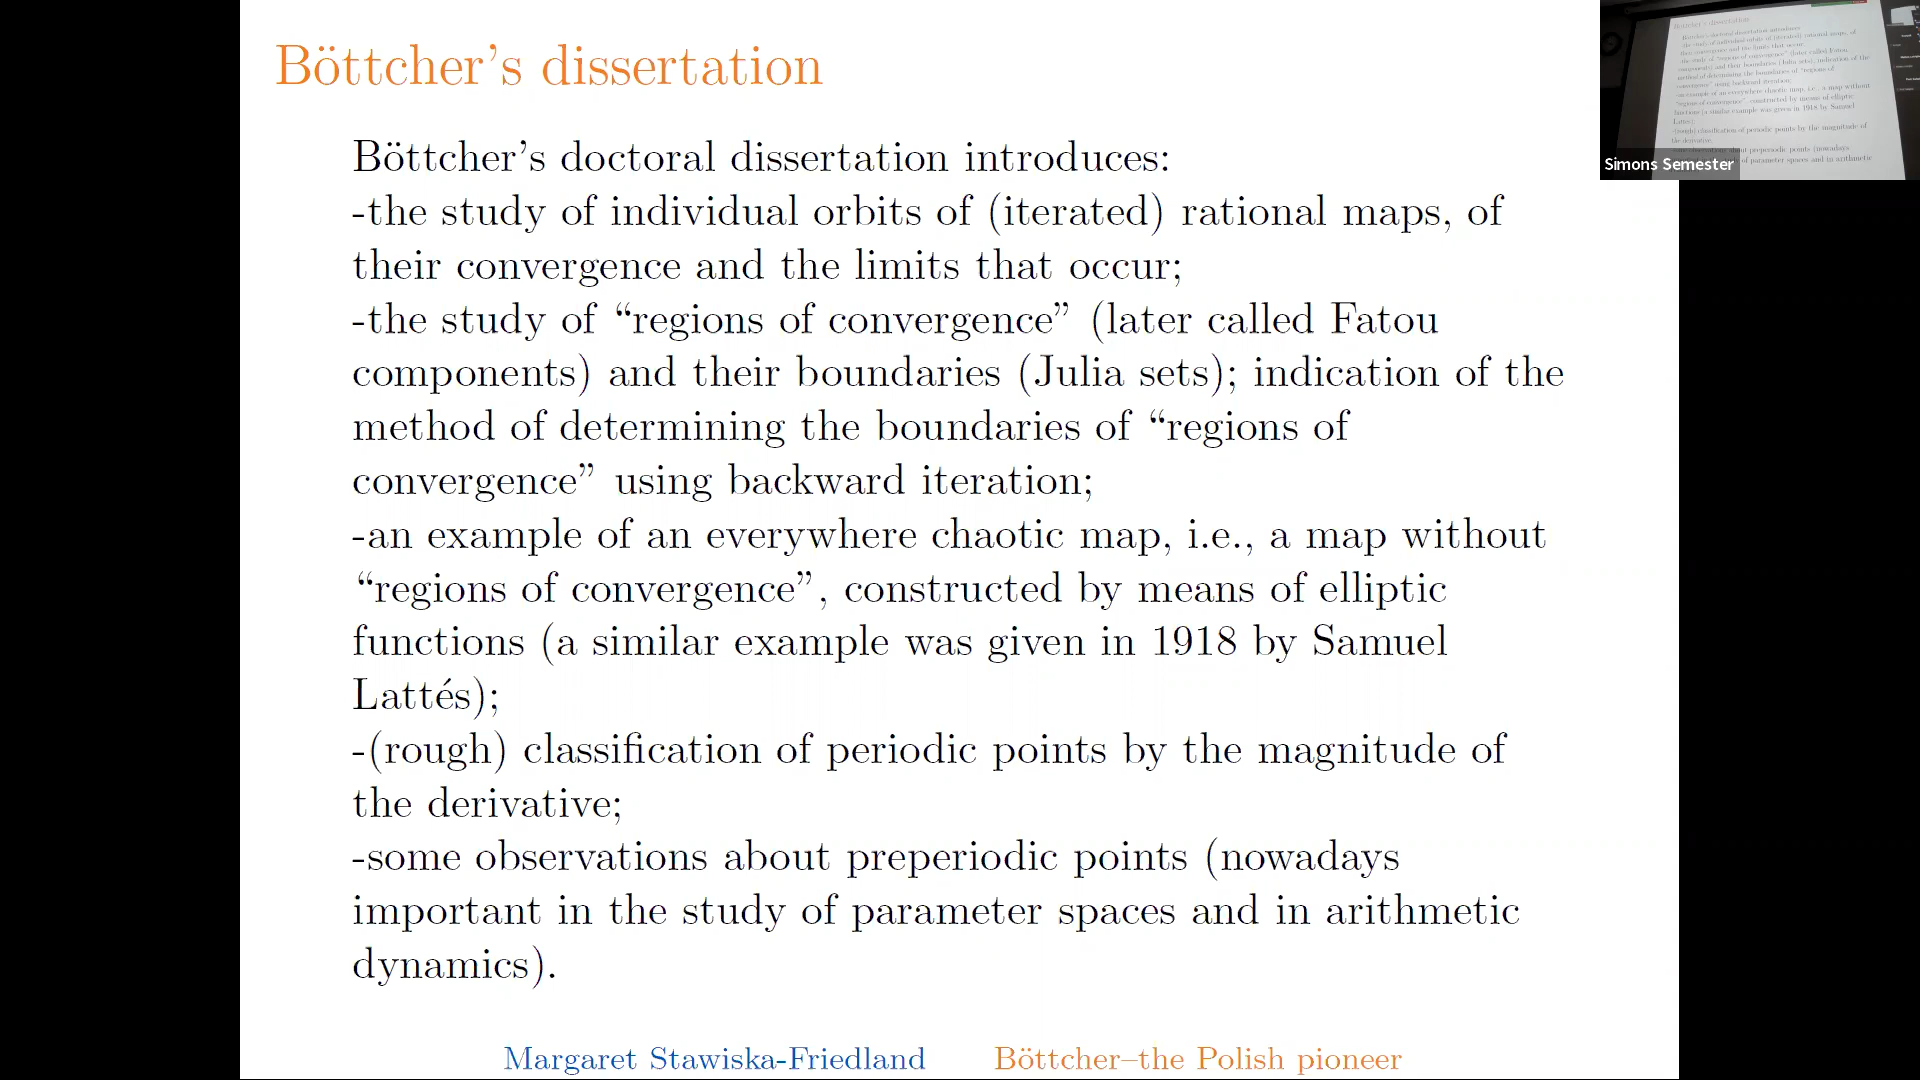 Böttcher's dissertation
Böttcher's doctoral dissertation introduces:
-the study of individual orbits of (iterated) rational maps, of
their convergence and the limits that occur;
-the study of “regions of convergence” (later called Fatou
components) and their boundaries (Julia sets); indication of the
method of determining the boundaries of “regions of
convergence” using backward iteration;
-an example of an everywhere chaotic map, i.e., a map without
“regions of convergence”, constructed by means of elliptic
functions (a similar example was given in 1918 by Samuel
Lattés);
-(rough) classification of periodic points by the magnitude of
the derivative;
-some observations about preperiodic points (nowadays
important in the study of parameter spaces and in arithmetic
dynamics).
Margaret Stawiska-Friedland Böttcher–the Polish pioneer
Simons Semester